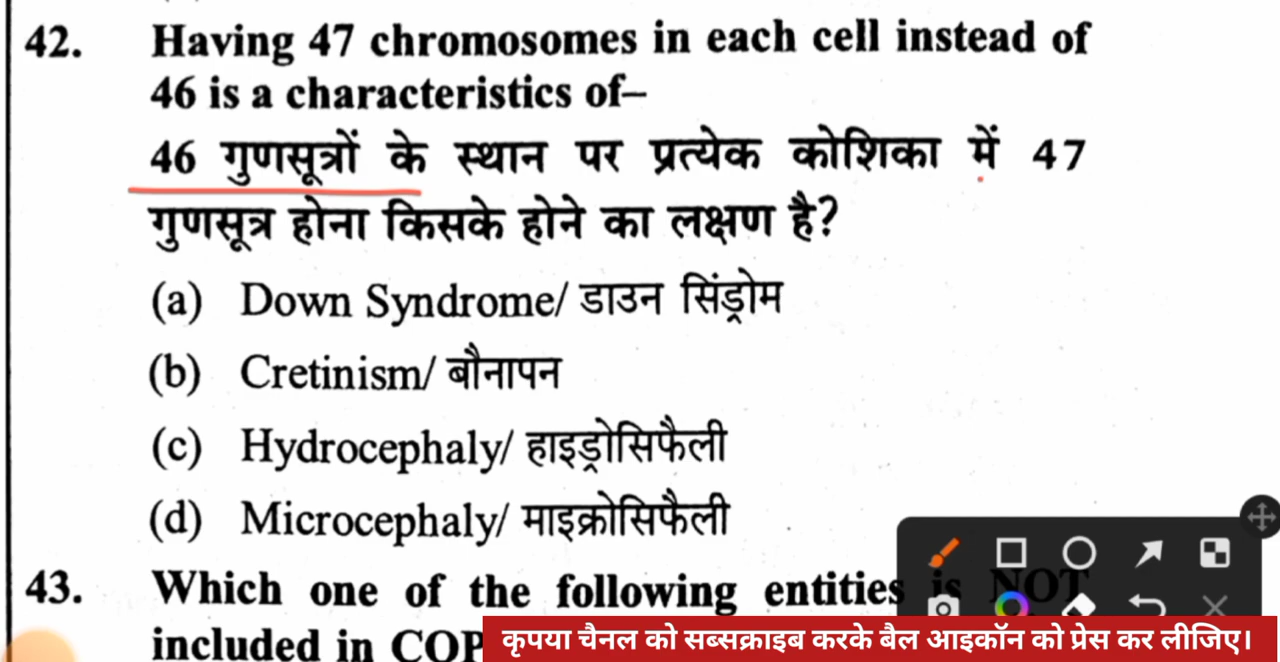 42. Having 47 chromosomes in each cell instead of
46 is a characteristics of–
46 गुणसूत्रों के स्थान पर प्रत्येक कोशिका में 47
गुणसूत्र होना किसके होने का लक्षण है?
(a) Down Syndrome/ डाउन सिंड्रोम
(b) Cretinism/ बौनापन
(c) Hydrocephaly/ हाइड्रोसिफैली
(d) Microcephaly/ माइक्रोसिफैली
43. Which one of the following entities is NOT
included in COP
कृपया चैनल को सब्सक्राइब करके बैल आइकॉन को प्रेस कर लीजिए।